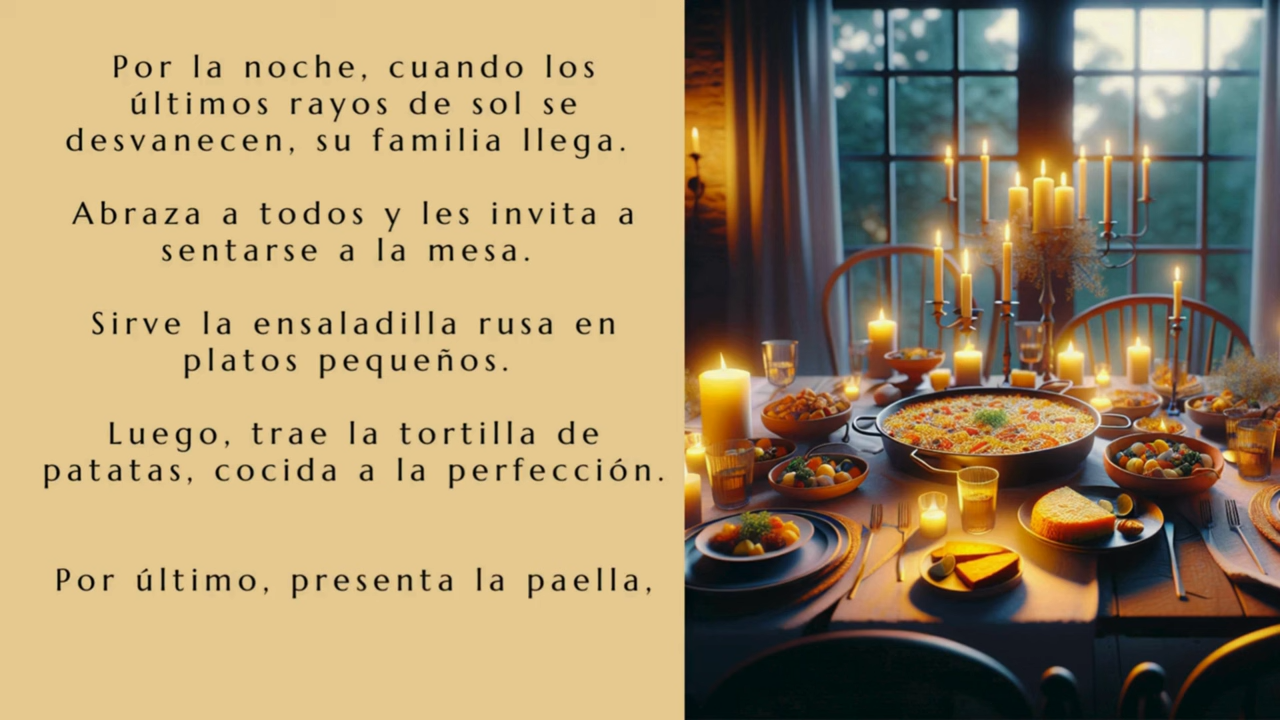 Por la noche, cuando los
últimos rayos de sol se
desvanecen, su familia llega.
Abraza a todos y les invita a
sentarse a la mesa.
Sirve la ensaladilla rusa en
platos pequeños.
Luego, trae la tortilla de
patatas, cocida a la perfección.
Por último, presenta la paella,